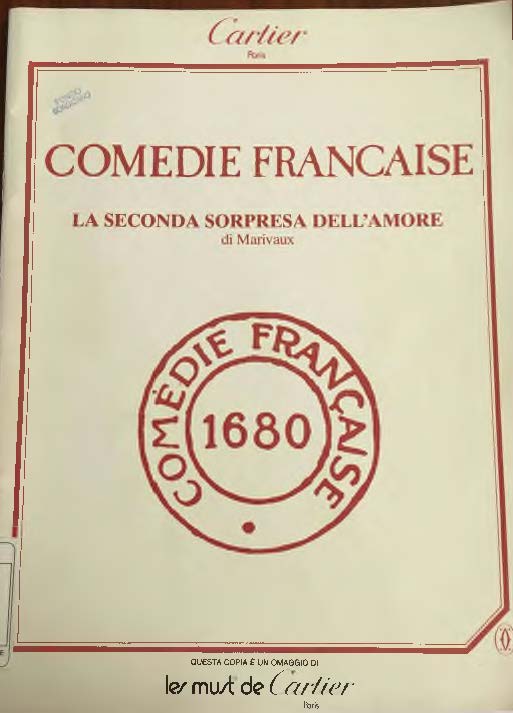 Cartier
Paris
FONDO
COMEDIE FRANCAISE
LA SECONDA SORPRESA DELL'AMORE
di Marivaux
COMÉDIE FRANÇAISE
1680
QUESTA COPIA È UN OMAGGIO DI
les must de Cartier
Paris